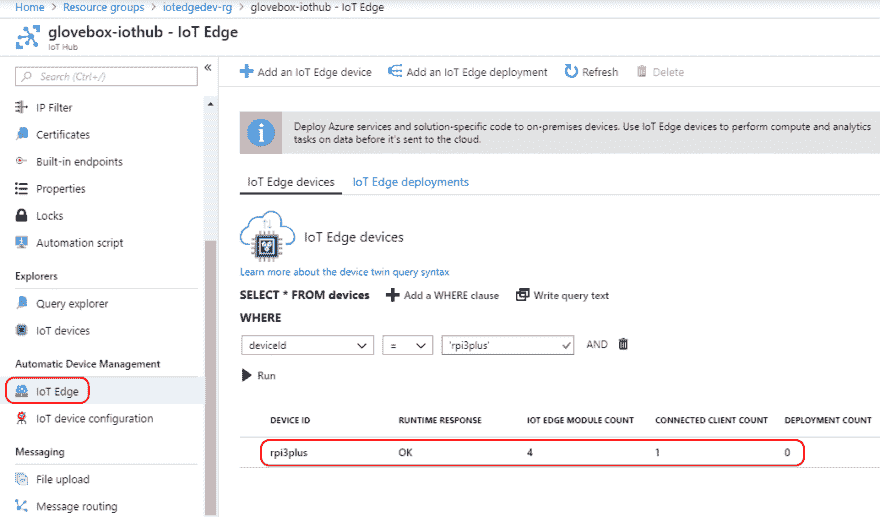 Home > Resource groups > iotedgedev-rg > glovebox-iothub - IoT Edge
glovebox-iothub - IoT Edge
IoT Hub
Search (Ctrl+/)
«
IP Filter
Certificates
Built-in endpoints
Properties
Locks
Automation script
Explorers
Query explorer
IoT devices
Automatic Device Management
IoT Edge
IoT device configuration
Messaging
File upload
Message routing
Add an IoT Edge device Add an IoT Edge deployment Refresh Delete
Deploy Azure services and solution-specific code to on-premises devices. Use IoT Edge devices to perform compute and analytics
tasks on data before it's sent to the cloud.
IoT Edge devices IoT Edge deployments
IoT Edge devices
Learn more about the device twin query syntax
SELECT * FROM devices Add a WHERE clause Write query text
WHERE
deviceId = 'rpi3plus' AND
Run
DEVICE ID RUNTIME RESPONSE IOT EDGE MODULE COUNT CONNECTED CLIENT COUNT DEPLOYMENT COUNT
rpi3plus OK 4 1 0